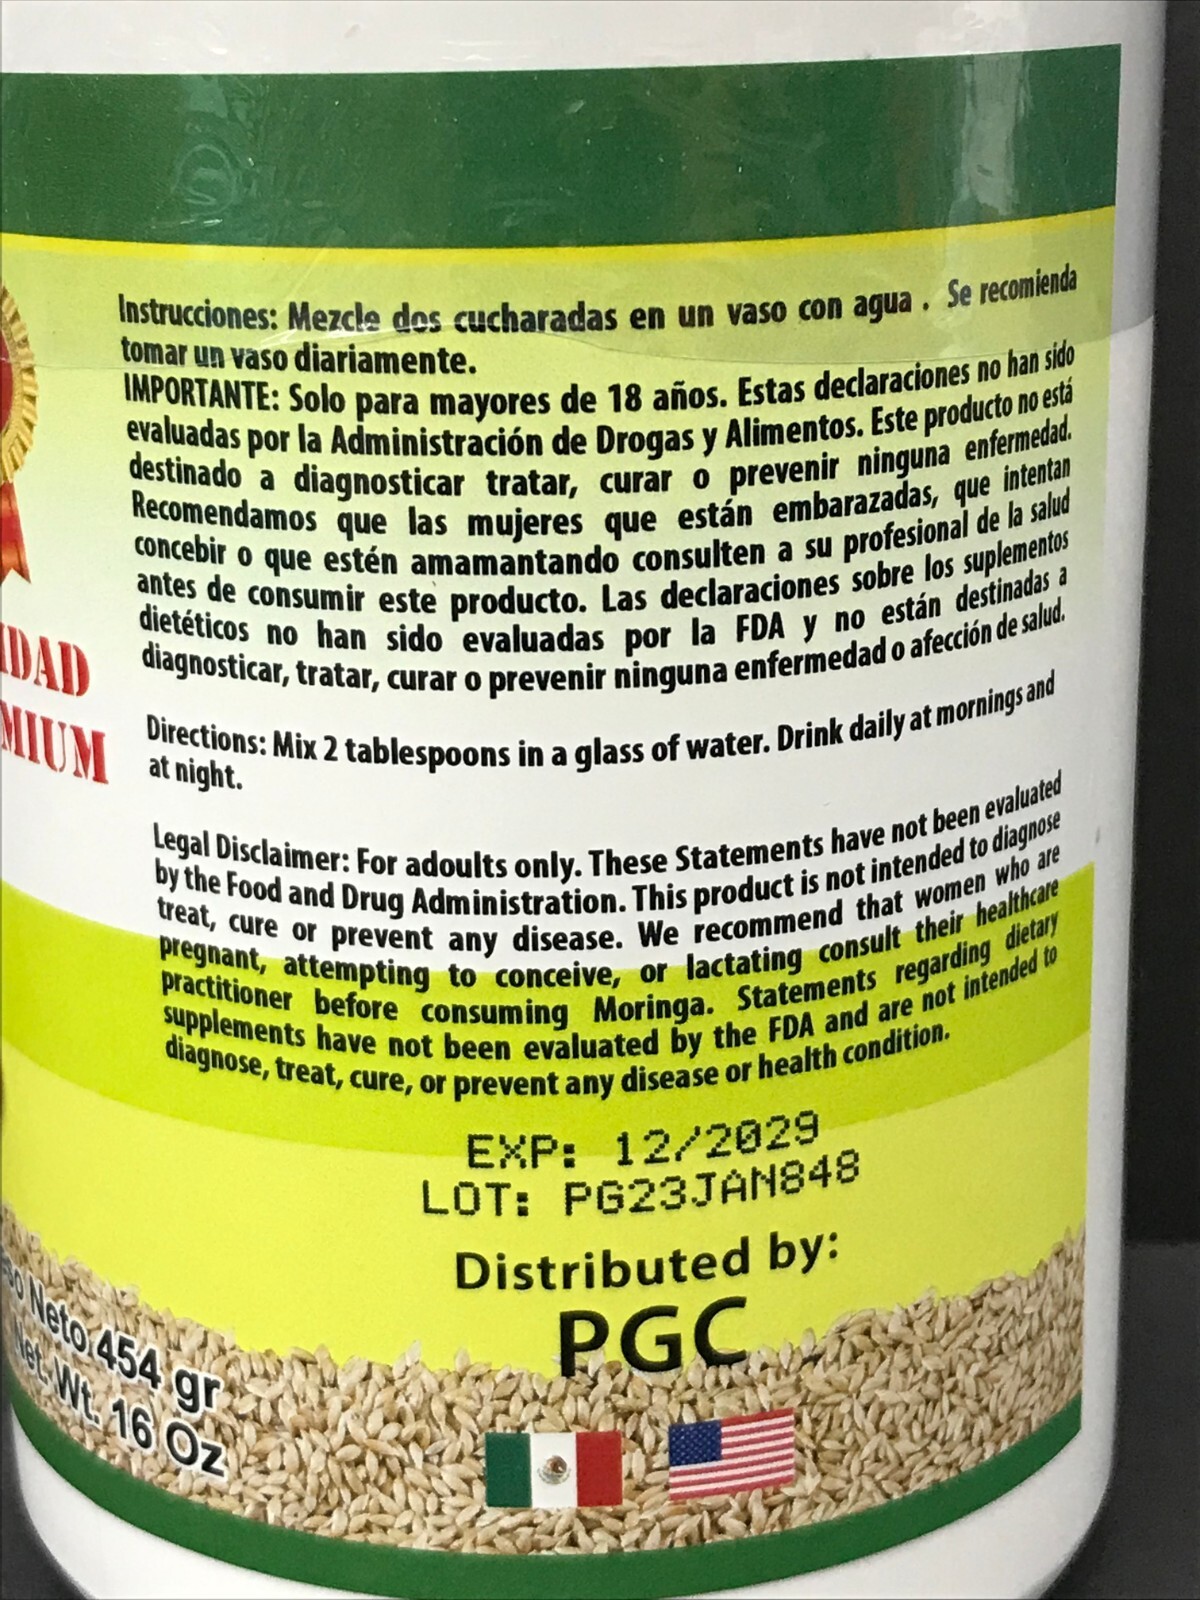 Instrucciones: Mezcle dos cucharadas en un vaso con agua . Se recomienda
tomar un vaso diariamente.
IMPORTANTE: Solo para mayores de 18 años. Estas declaraciones no han sido
evaluadas por la Administración de Drogas y Alimentos. Este producto no está
destinado a diagnosticar tratar, curar o prevenir ninguna enfermedad.
Recomendamos que las mujeres que están embarazadas, que intentan
concebir o que estén amamantando consulten a su profesional de la salud
antes de consumir este producto. Las declaraciones sobre los suplementos
dietéticos no han sido evaluadas por la FDA y no están destinadas a
diagnosticar, tratar, curar o prevenir ninguna enfermedad o afección de salud.
IDAD
MIUM
Directions: Mix 2 tablespoons in a glass of water. Drink daily at mornings and
at night.
Legal Disclaimer: For adoults only. These Statements have not been evaluated
by the Food and Drug Administration. This product is not intended to diagnose
treat, cure or prevent any disease. We recommend that women who are
pregnant, attempting to conceive, or lactating consult their healthcare
practitioner before consuming Moringa. Statements regarding dietary
supplements have not been evaluated by the FDA and are not intended to
diagnose, treat, cure, or prevent any disease or health condition.
EXP: 12/2029
LOT: PG23JAN848
Distributed by:
PGC
eso Neto 454 gr
Net. Wt. 16 Oz